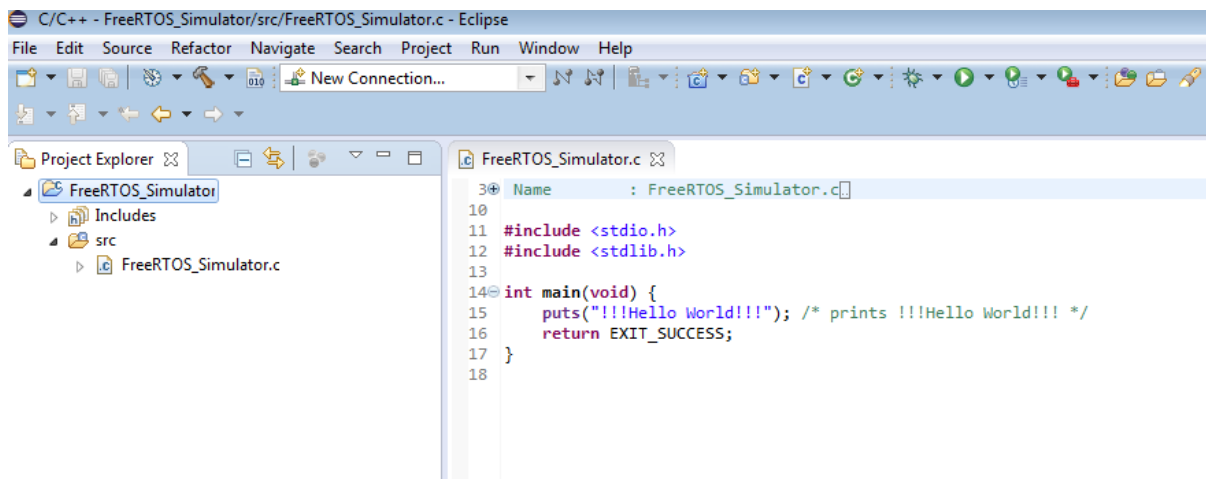 C/C++ - FreeRTOS_Simulator/src/FreeRTOS_Simulator.c - Eclipse
File Edit Source Refactor Navigate Search Project Run Window Help
010 New Connection...
Project Explorer
FreeRTOS_Simulator
Includes
src
FreeRTOS_Simulator.c
FreeRTOS_Simulator.c
3 Name : FreeRTOS_Simulator.c
10
11 #include <stdio.h>
12 #include <stdlib.h>
13
14 int main(void) {
15 puts("!!!Hello World!!!"); /* prints !!!Hello World!!! */
16 return EXIT_SUCCESS;
17 }
18